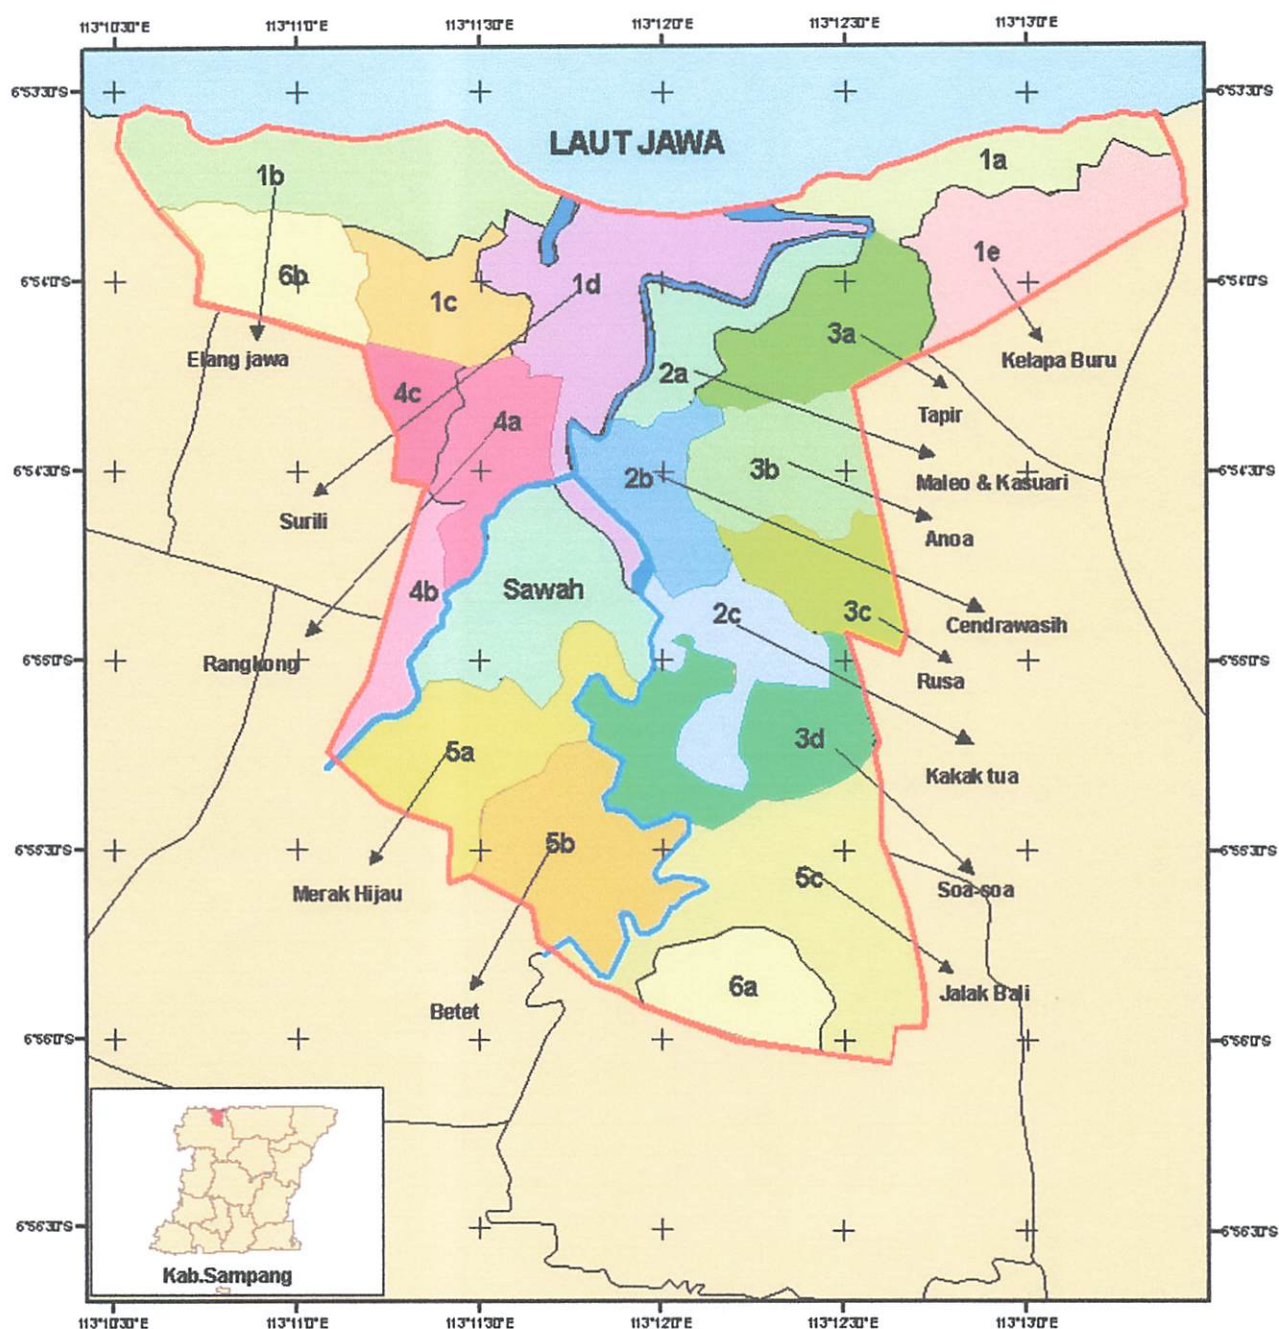 113°10'30"E 113°11'0"E 113°11'30"E 113°12'0"E 113°12'30"E 113°13'0"E
6°53'30"S 6°53'30"S
LAUT JAWA
1a
1b
1e
6b
1d
6°54'0"S 6°54'0"S
1c
3a
Elang jawa
Kelapa Buru
2a
4c
Tapir
4a
3b
6°54'30"S 6°54'30"S
2b
Maleo & Kasuari
Surili
Anoa
Sawah
4b
2c
3c
Cendrawasih
Rangkong
6°55'0"S 6°55'0"S
Rusa
3d
5a
Kakak tua
5b
6°55'30"S 6°55'30"S
5c
Merak Hijau
Soa-soa
6a
Jalak Bali
Betet
6°56'0"S 6°56'0"S
6°56'30"S 6°56'30"S
Kab.Sampang
113°10'30"E 113°11'0"E 113°11'30"E 113°12'0"E 113°12'30"E 113°13'0"E